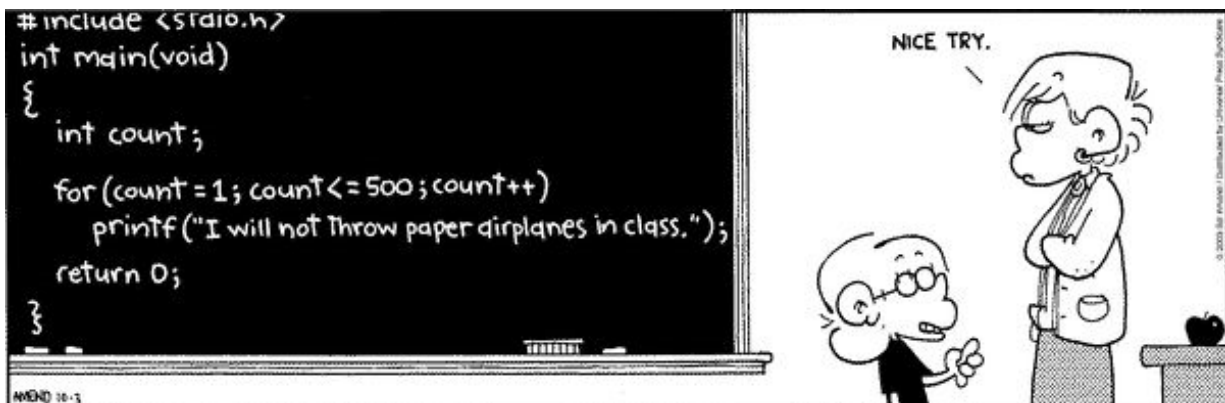 #include <stdio.h>
int main(void)
{
int count;
for (count = 1; count <= 500; count++)
printf("I will not Throw paper airplanes in class.");
return 0;
}
NICE TRY.
AMEND 10-3